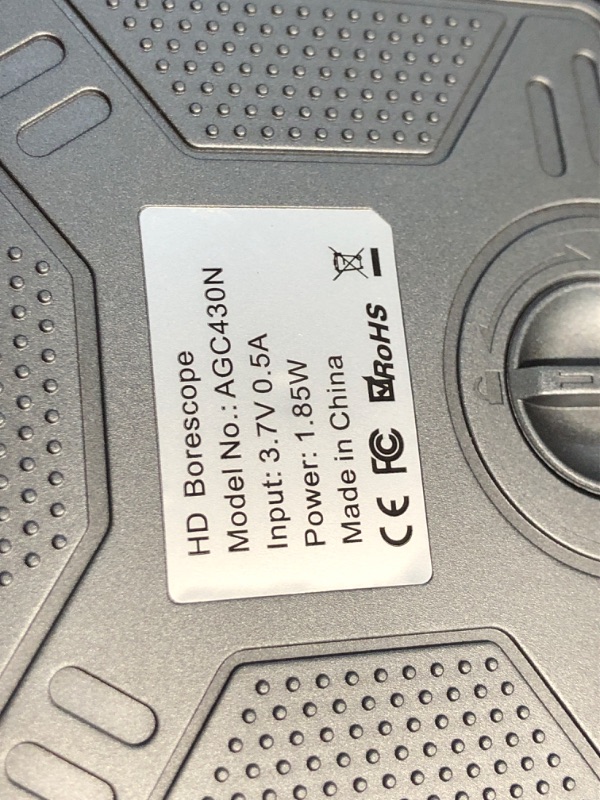 HD Borescope
Model No.: AGC430N
Input: 3.7V 0.5A
Power: 1.85W
Made in China
CE FC RoHS